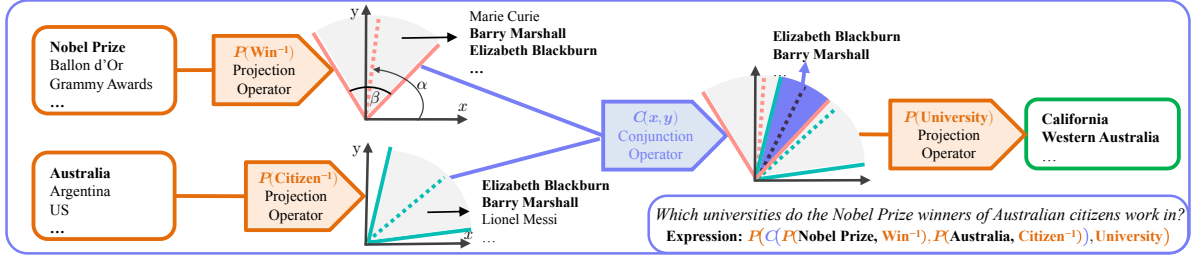 Nobel Prize
Ballon d'Or
Grammy Awards
...
P(Win⁻¹)
Projection
Operator
y
α
β
x
Marie Curie
Barry Marshall
Elizabeth Blackburn
...
Australia
Argentina
US
...
P(Citizen⁻¹)
Projection
Operator
y
x
Elizabeth Blackburn
Barry Marshall
Lionel Messi
...
C(x, y)
Conjunction
Operator
Elizabeth Blackburn
Barry Marshall
...
P(University)
Projection
Operator
California
Western Australia
...
Which universities do the Nobel Prize winners of Australian citizens work in?
Expression: P(C(P(Nobel Prize, Win⁻¹), P(Australia, Citizen⁻¹)), University)